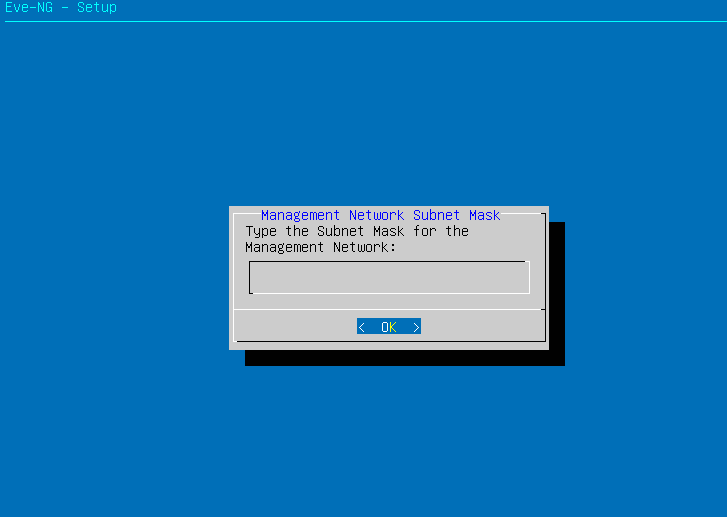 Eve-NG - Setup
Management Network Subnet Mask
Type the Subnet Mask for the
Management Network:
< OK >